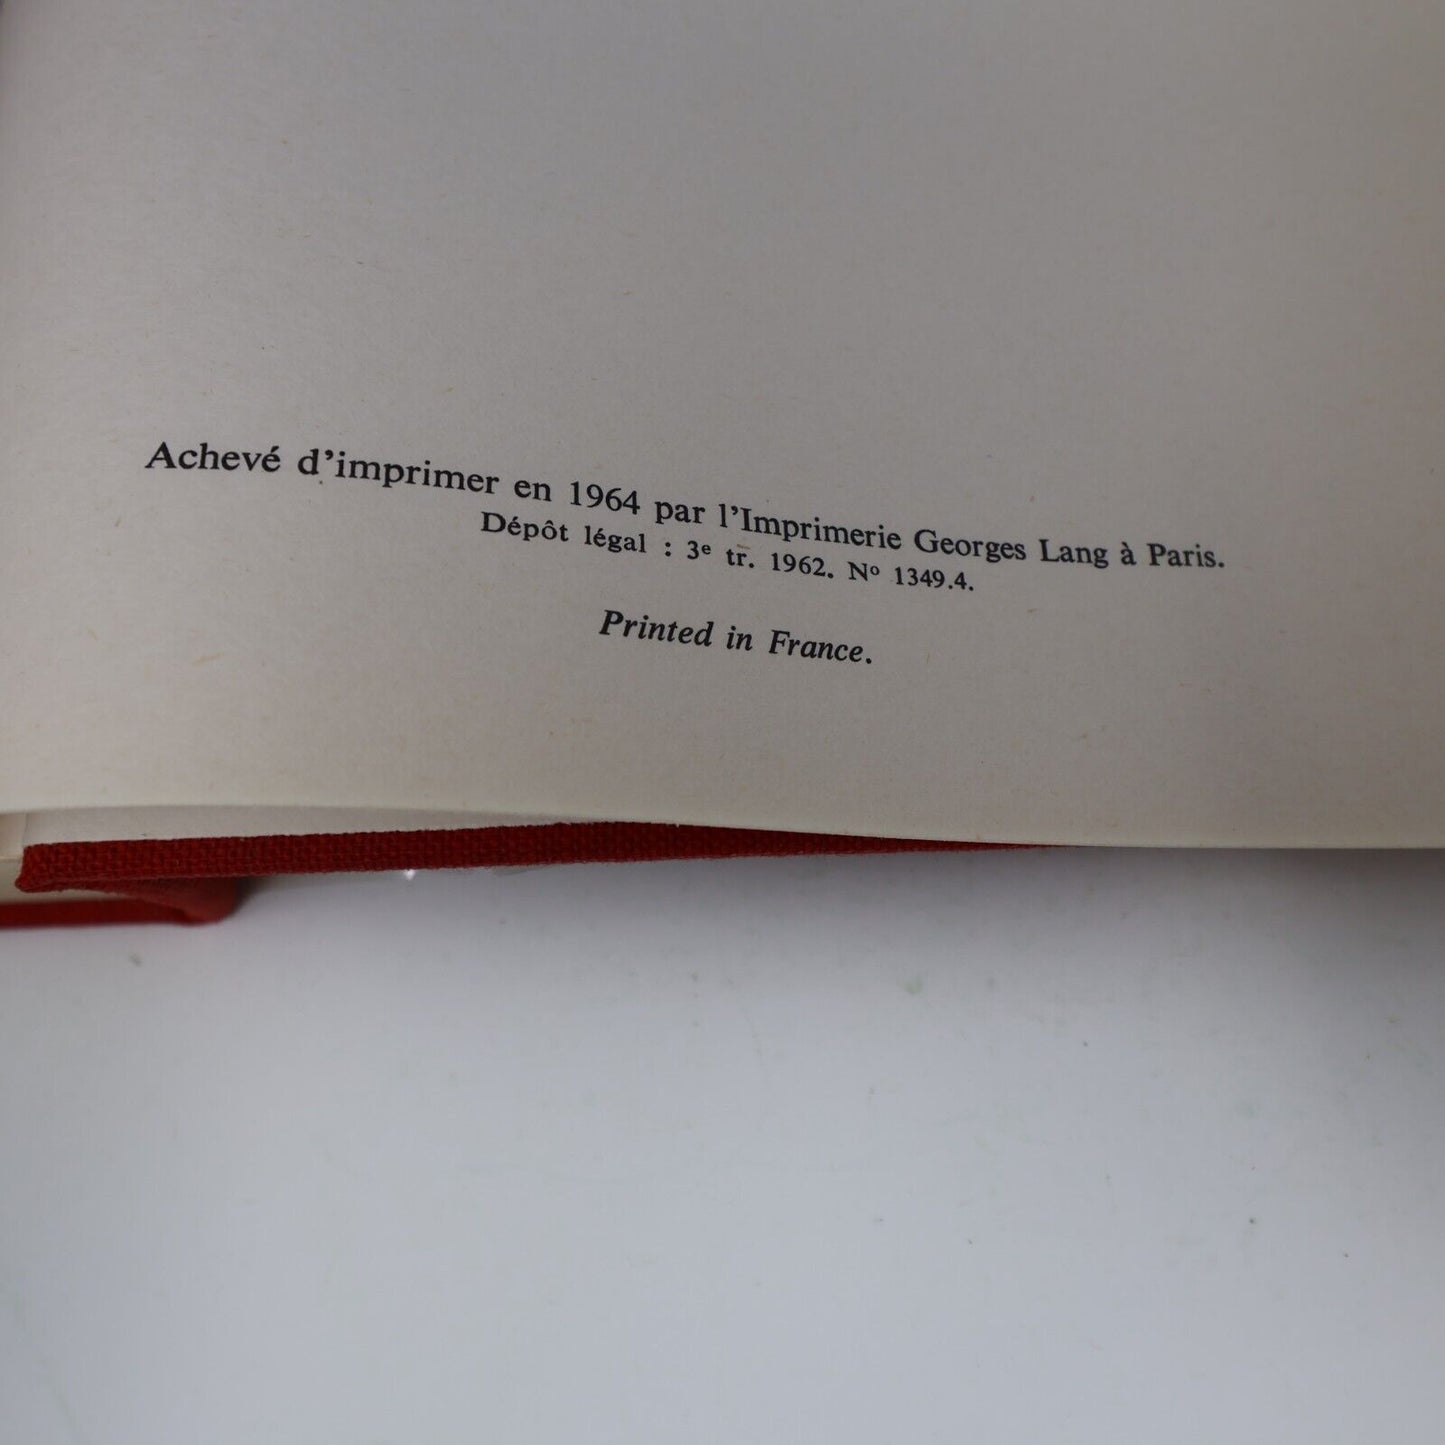 Achevé d'imprimer en 1964 par l'Imprimerie Georges Lang à Paris.
Dépôt légal : 3e tr. 1962. No 1349.4.
Printed in France.